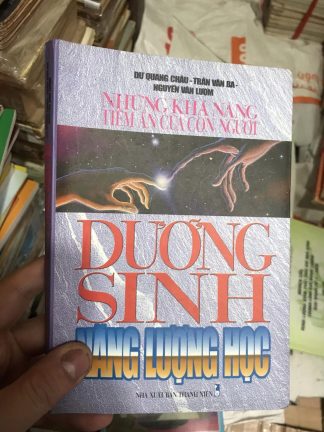 DƯ QUANG CHÂU - TRẦN VĂN BA -
NGUYỄN VĂN LƯỢM
NHỮNG KHẢ NĂNG
TIỀM ẨN CỦA CON NGƯỜI
DƯỠNG
SINH
NĂNG LƯỢNG HỌC
NHÀ XUẤT BẢN THANH NIÊN